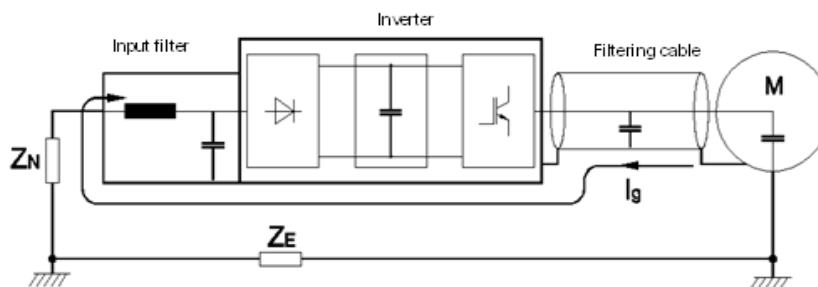 Inverter
Input filter
Filtering cable
M
ZN
Ig
ZE